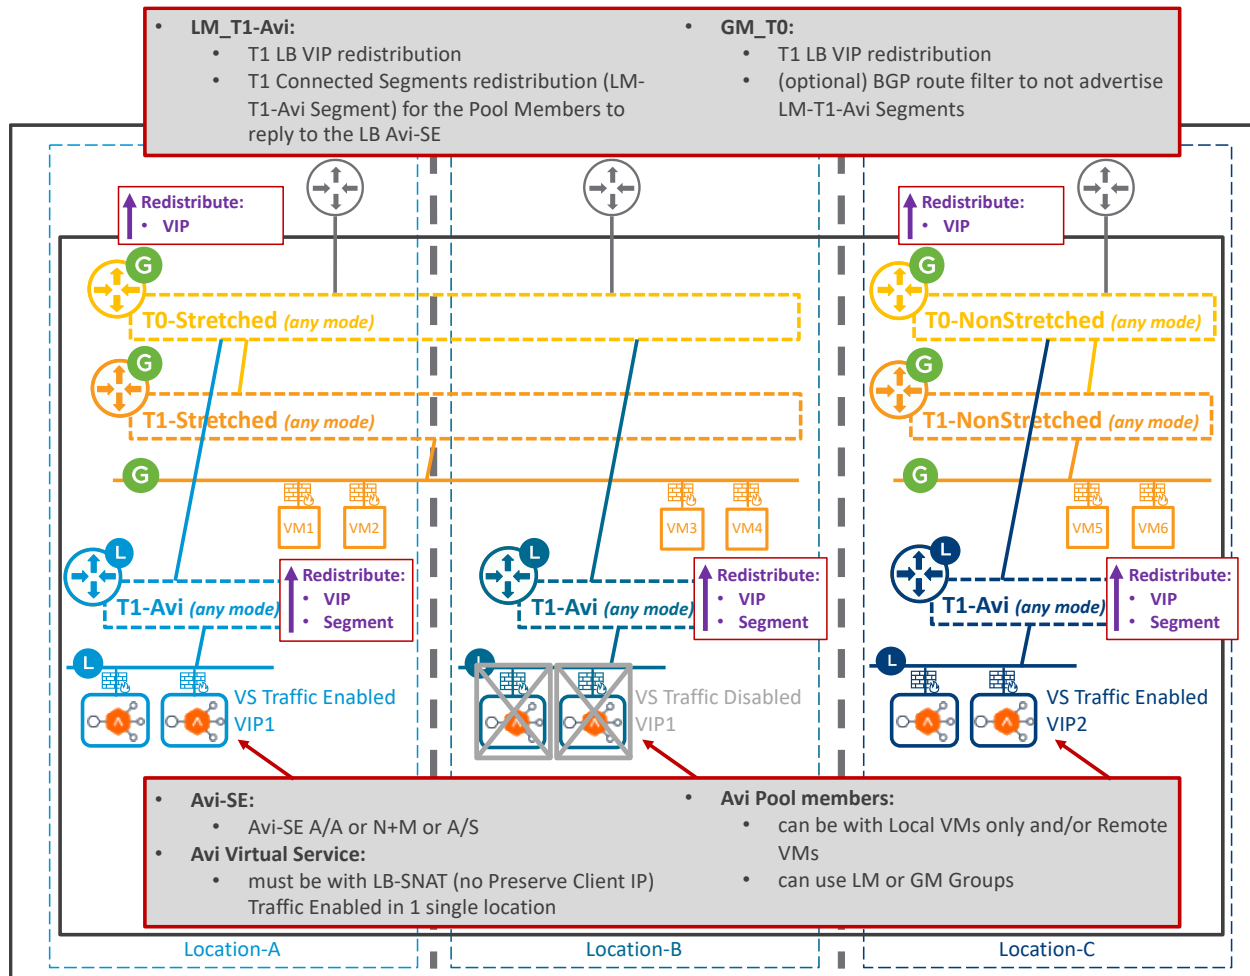 • LM_T1-Avi:
• T1 LB VIP redistribution
• T1 Connected Segments redistribution (LM-
T1-Avi Segment) for the Pool Members to
reply to the LB Avi-SE
• GM_T0:
• T1 LB VIP redistribution
• (optional) BGP route filter to not advertise
LM-T1-Avi Segments
Redistribute:
• VIP
Redistribute:
• VIP
G
T0-Stretched (any mode)
G
T0-NonStretched (any mode)
G
T1-Stretched (any mode)
G
T1-NonStretched (any mode)
G
G
VM1
VM2
VM3
VM4
VM5
VM6
L
T1-Avi (any mode)
Redistribute:
• VIP
• Segment
L
T1-Avi (any mode)
Redistribute:
• VIP
• Segment
L
T1-Avi (any mode)
Redistribute:
• VIP
• Segment
L
VS Traffic Enabled
VIP1
L
VS Traffic Disabled
VIP1
L
VS Traffic Enabled
VIP2
• Avi-SE:
• Avi-SE A/A or N+M or A/S
• Avi Virtual Service:
• must be with LB-SNAT (no Preserve Client IP)
Traffic Enabled in 1 single location
• Avi Pool members:
• can be with Local VMs only and/or Remote
VMs
• can use LM or GM Groups
Location-A
Location-B
Location-C